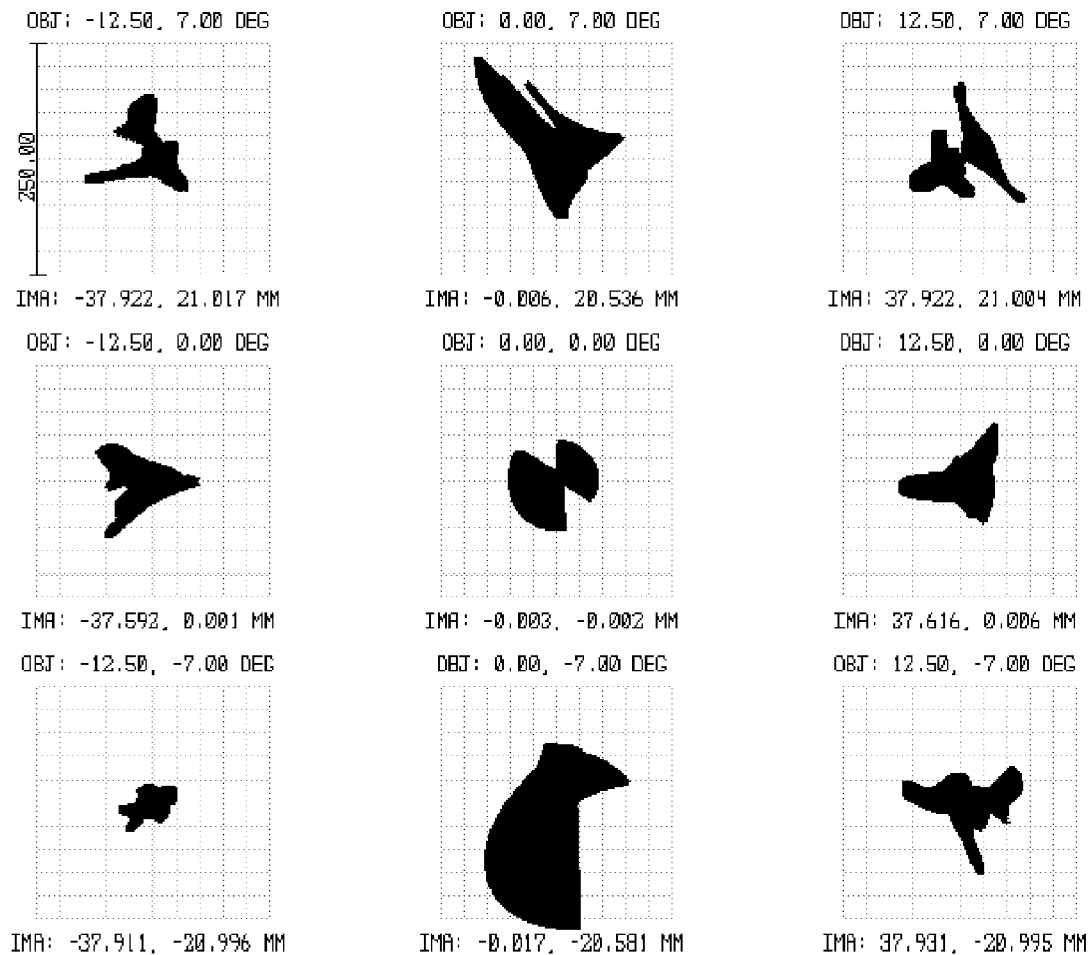 OBJ: -12.50, 7.00 DEG
OBJ: 0.00, 7.00 DEG
OBJ: 12.50, 7.00 DEG
250.00
IMA: -37.922, 21.017 MM
IMA: -0.006, 20.536 MM
IMA: 37.922, 21.004 MM
OBJ: -12.50, 0.00 DEG
OBJ: 0.00, 0.00 DEG
OBJ: 12.50, 0.00 DEG
IMA: -37.592, 0.001 MM
IMA: -0.003, -0.002 MM
IMA: 37.616, 0.006 MM
OBJ: -12.50, -7.00 DEG
OBJ: 0.00, -7.00 DEG
OBJ: 12.50, -7.00 DEG
IMA: -37.911, -20.996 MM
IMA: -0.017, -20.581 MM
IMA: 37.931, -20.995 MM